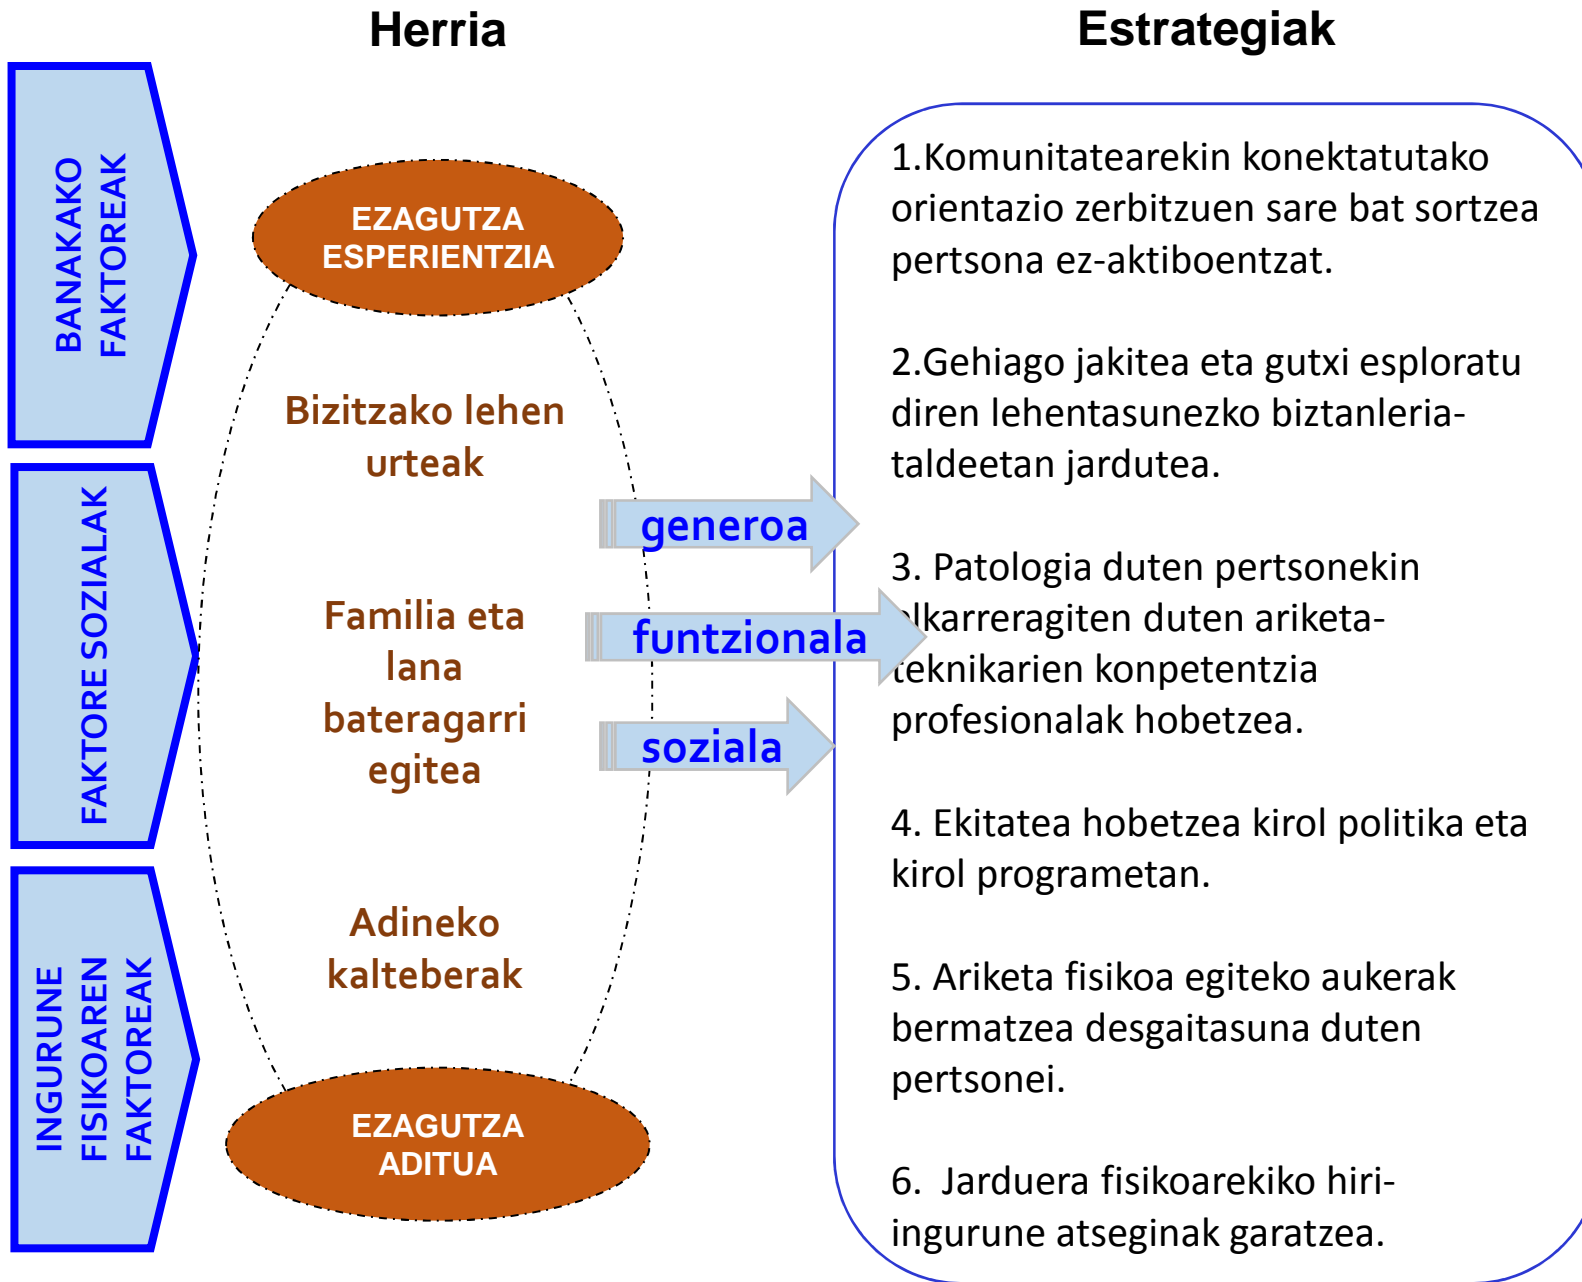 Herria
Estrategiak
BANAKAKO
FAKTOREAK
FAKTORE SOZIALAK
INGURUNE
FISIKOAREN
FAKTOREAK
EZAGUTZA
ESPERIENTZIA
Bizitzako lehen
urteak
Familia eta
lana
bateragarri
egitea
Adineko
kalteberak
EZAGUTZA
ADITUA
generoa
funtzionala
soziala
1.Komunitatearekin konektatutako
orientazio zerbitzuen sare bat sortzea
pertsona ez-aktiboentzat.
2.Gehiago jakitea eta gutxi esploratu
diren lehentasunezko biztanleria-
taldeetan jardutea.
3. Patologia duten pertsonekin
elkarreragiten duten ariketa-
teknikarien konpetentzia
profesionalak hobetzea.
4. Ekitatea hobetzea kirol politika eta
kirol programetan.
5. Ariketa fisikoa egiteko aukerak
bermatzea desgaitasuna duten
pertsonei.
6. Jarduera fisikoarekiko hiri-
ingurune atseginak garatzea.